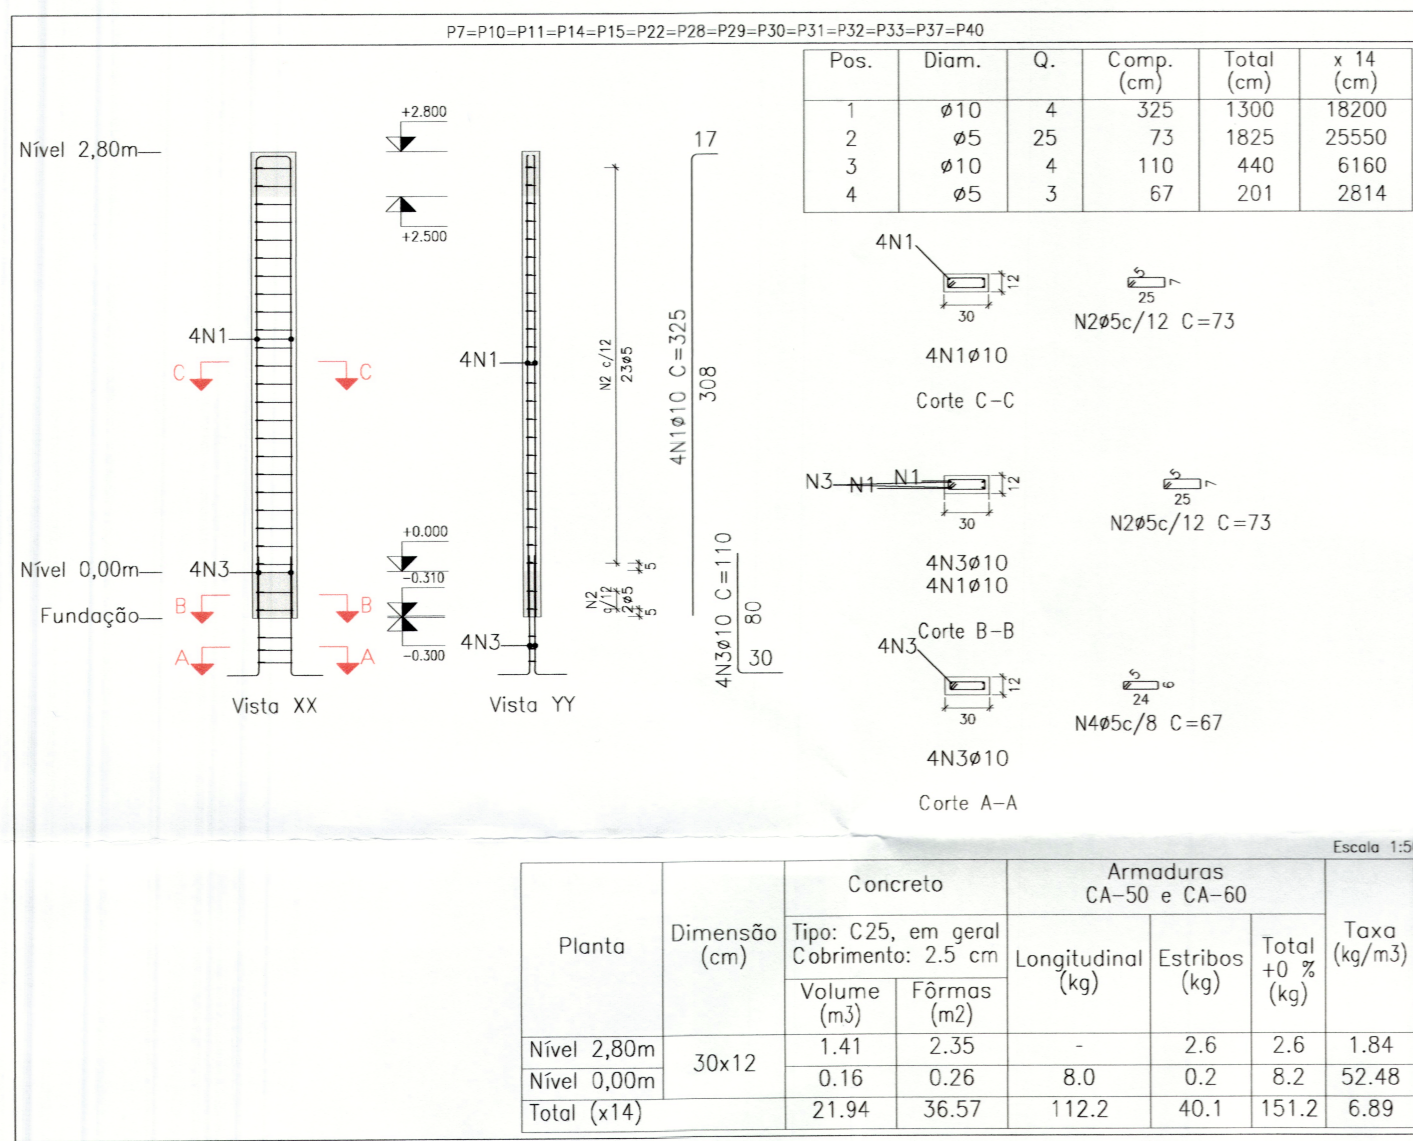 P7=P10=P11=P14=P15=P22=P28=P29=P30=P31=P32=P33=P37=P40
Pos. Diam. Q. Comp. (cm) Total (cm) x 14 (cm)
1 ø10 4 325 1300 18200
2 ø5 25 73 1825 25550
3 ø10 4 110 440 6160
4 ø5 3 67 201 2814
Nível 2,80m
+2.800
+2.500
4N1
C C
Nível 0,00m
4N3
+0.000
-0.310
Fundação
B B
A A
-0.300
Vista XX
4N1
4N3
Vista YY
N2 c/12
23ø5
5
N2
2ø5
5
17
4N1ø10 C=325
308
4N3ø10 C=110
80
30
4N1
12
30
4N1ø10
Corte C-C
5
25
7
N2ø5c/12 C=73
N3 N1 N1
12
30
4N3ø10
4N1ø10
Corte B-B
5
25
7
N2ø5c/12 C=73
4N3
12
30
4N3ø10
Corte A-A
5
24
6
N4ø5c/8 C=67
Escala 1:5
Planta
Dimensão
(cm)
Concreto
Tipo: C25, em geral
Cobrimento: 2.5 cm
Volume
(m3)
Fôrmas
(m2)
Armaduras
CA-50 e CA-60
Longitudinal
(kg)
Estribos
(kg)
Total
+0 %
(kg)
Taxa
(kg/m3)
Nível 2,80m 30x12 1.41 2.35 - 2.6 2.6 1.84
Nível 0,00m 0.16 0.26 8.0 0.2 8.2 52.48
Total (x14) 21.94 36.57 112.2 40.1 151.2 6.89